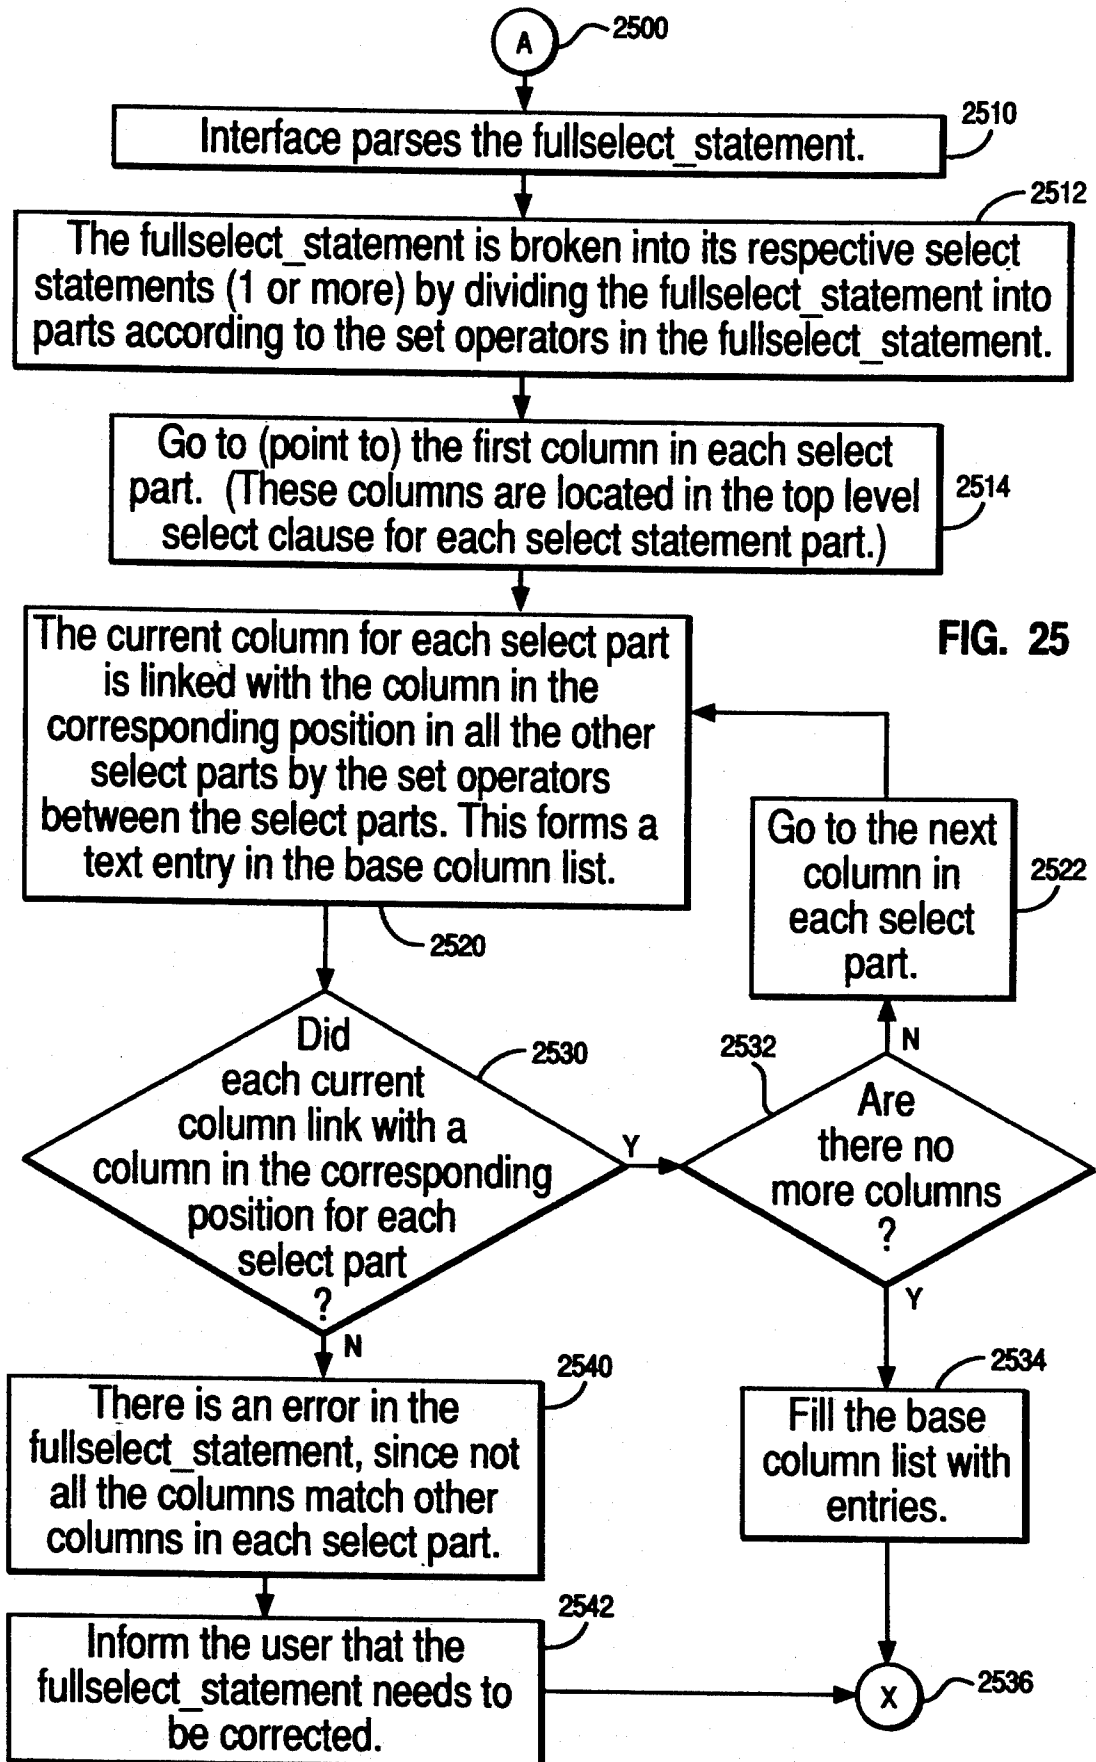 A
2500
Interface parses the fullselect_statement.
2510
2512
The fullselect_statement is broken into its respective select
statements (1 or more) by dividing the fullselect_statement into
parts according to the set operators in the fullselect_statement.
Go to (point to) the first column in each select
part. (These columns are located in the top level
select clause for each select statement part.)
2514
FIG. 25
The current column for each select part
is linked with the column in the
corresponding position in all the other
select parts by the set operators
between the select parts. This forms a
text entry in the base column list.
2520
Go to the next
column in
each select
part.
2522
Did
each current
column link with a
column in the corresponding
position for each
select part
?
2530
Y
N
2532
N
Are
there no
more columns
?
Y
2540
There is an error in the
fullselect_statement, since not
all the columns match other
columns in each select part.
2534
Fill the base
column list with
entries.
2542
Inform the user that the
fullselect_statement needs to
be corrected.
X
2536